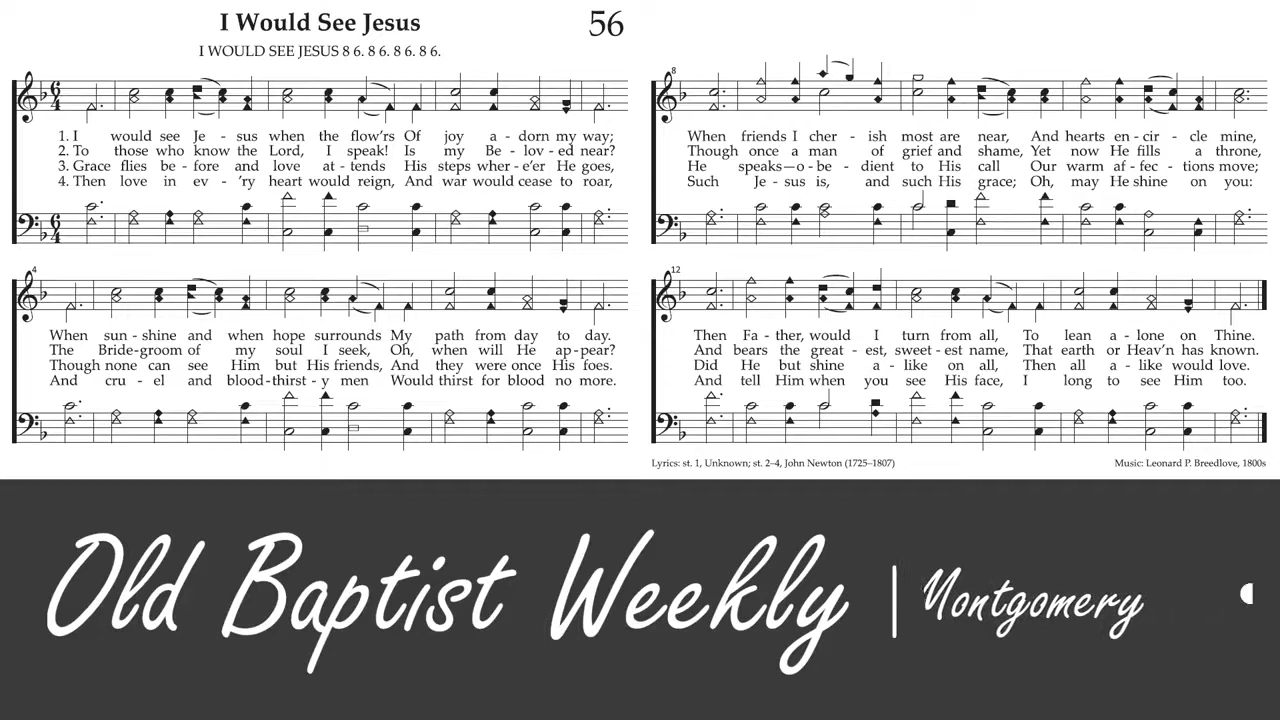 I Would See Jesus
56
I WOULD SEE JESUS 8 6. 8 6. 8 6. 8 6.
1. I would see Je - sus when the flow'rs Of joy a - dorn my way;
2. To those who know the Lord, I speak! Is my Be - lov - ed near?
3. Grace flies be - fore and love at - tends His steps wher - e'er He goes,
4. Then love in ev - 'ry heart would reign, And war would cease to roar,
4
When sun - shine and when hope surrounds My path from day to day.
The Bride - groom of my soul I seek, Oh, when will He ap - pear?
Though none can see Him but His friends, And they were once His foes.
And cru - el and blood - thirst - y men Would thirst for blood no more.
8
When friends I cher - ish most are near, And hearts en - cir - cle mine,
Though once a man of grief and shame, Yet now He fills a throne,
He speaks—o - be - dient to His call Our warm af - fec - tions move;
Such Je - sus is, and such His grace; Oh, may He shine on you:
12
Then Fa - ther, would I turn from all, To lean a - lone on Thine.
And bears the great - est, sweet - est name, That earth or Heav'n has known.
Did He but shine a - like on all, Then all a - like would love.
And tell Him when you see His face, I long to see Him too.
Lyrics: st. 1, Unknown; st. 2–4, John Newton (1725–1807)
Music: Leonard P. Breedlove, 1800s
Old Baptist Weekly | Montgomery